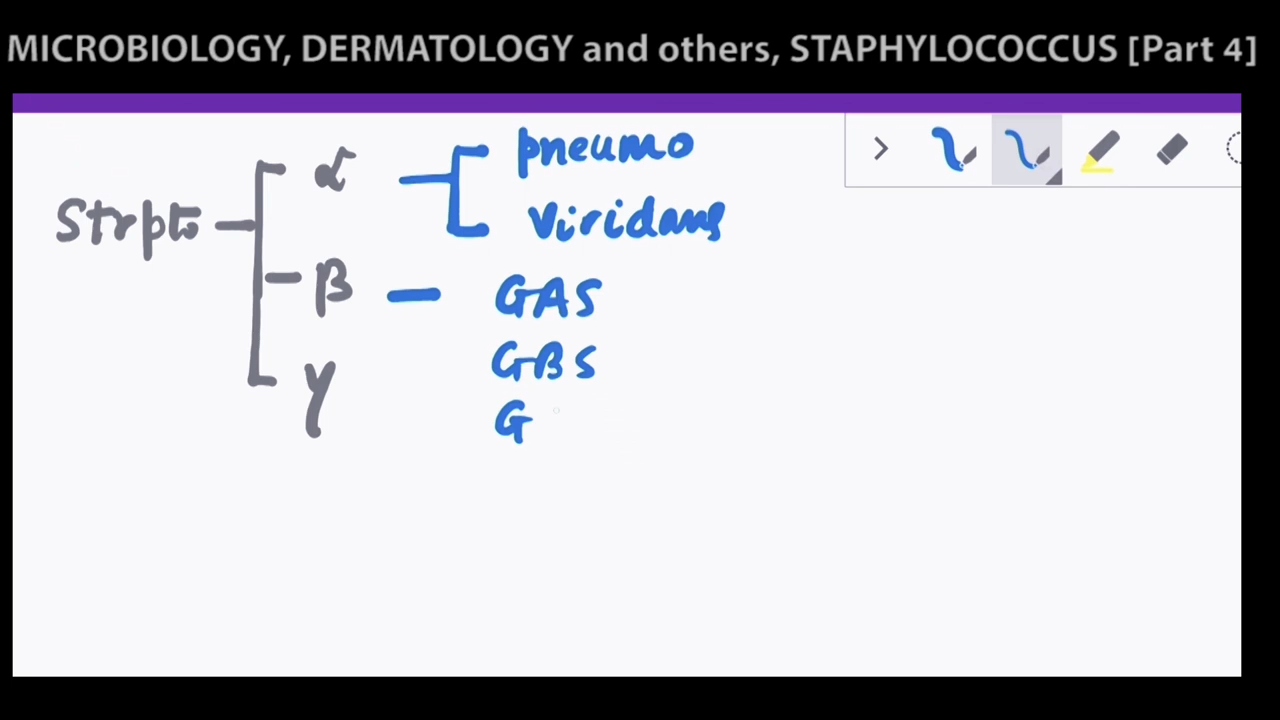 MICROBIOLOGY, DERMATOLOGY and others, STAPHYLOCOCCUS [Part 4]
Strpto α pneumo
viridans
β GAS
GBS
γ G